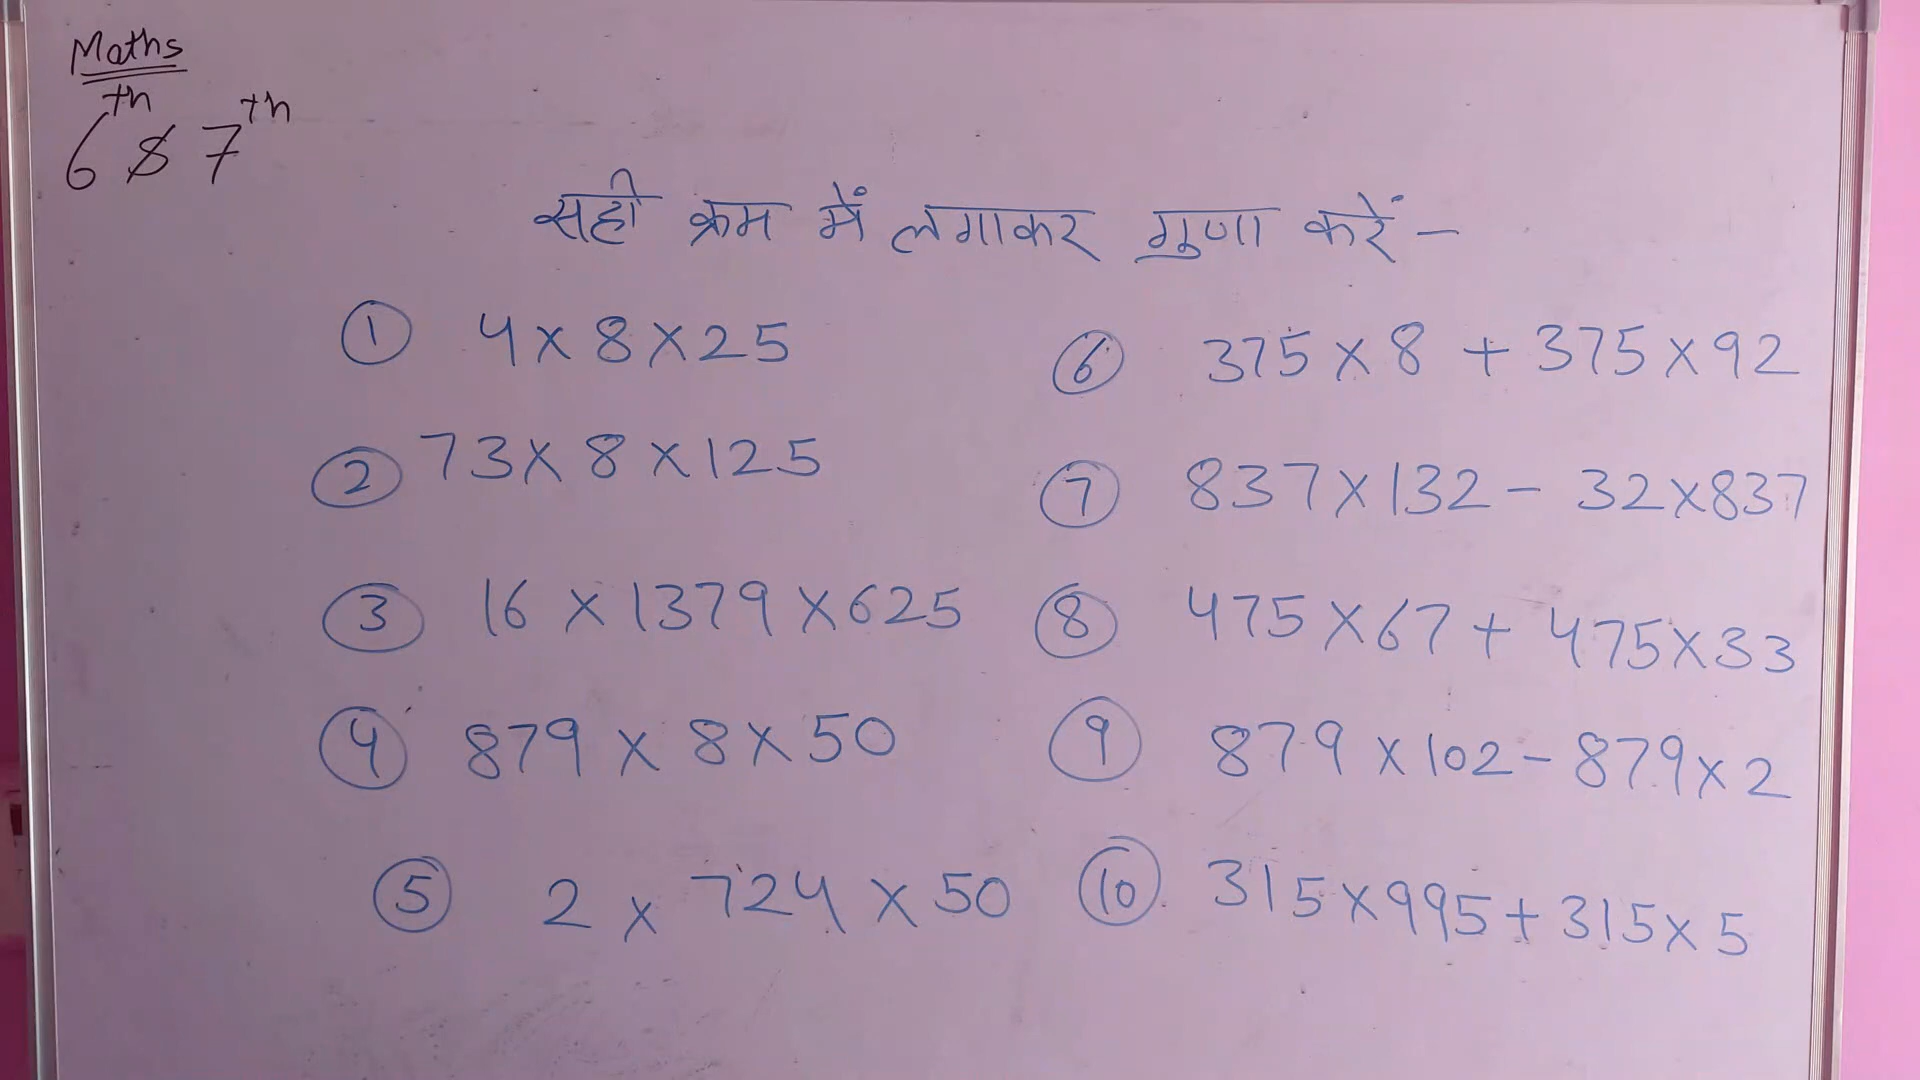 Maths
6th & 7th
सही क्रम में लगाकर गुणा करें -
① 4 × 8 × 25
② 73 × 8 × 125
③ 16 × 1379 × 625
④ 879 × 8 × 50
⑤ 2 × 724 × 50
⑥ 375 × 8 + 375 × 92
⑦ 837 × 132 - 32 × 837
⑧ 475 × 67 + 475 × 33
⑨ 879 × 102 - 879 × 2
⑩ 315 × 995 + 315 × 5